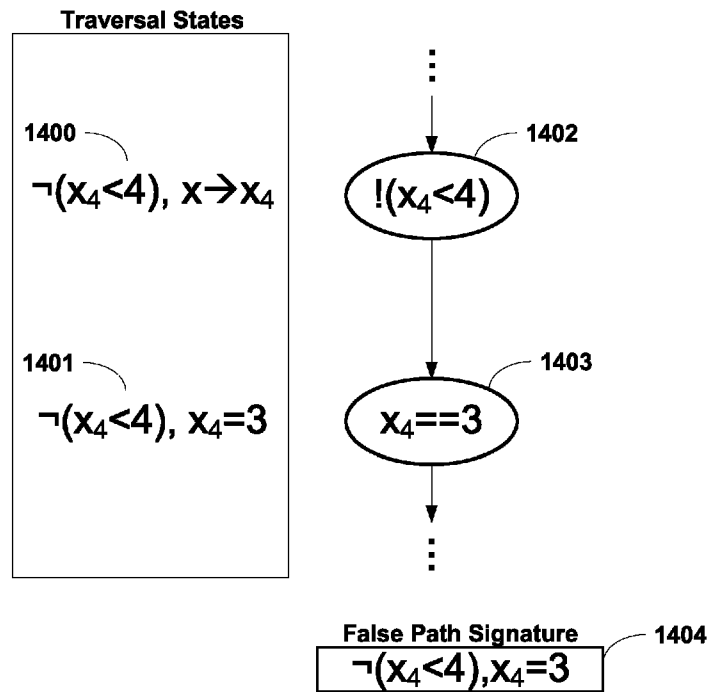 Traversal States
⋮
1400
1402
¬(x₄<4), x→x₄
!(x₄<4)
1401
1403
¬(x₄<4), x₄=3
x₄==3
⋮
False Path Signature
1404
¬(x₄<4),x₄=3